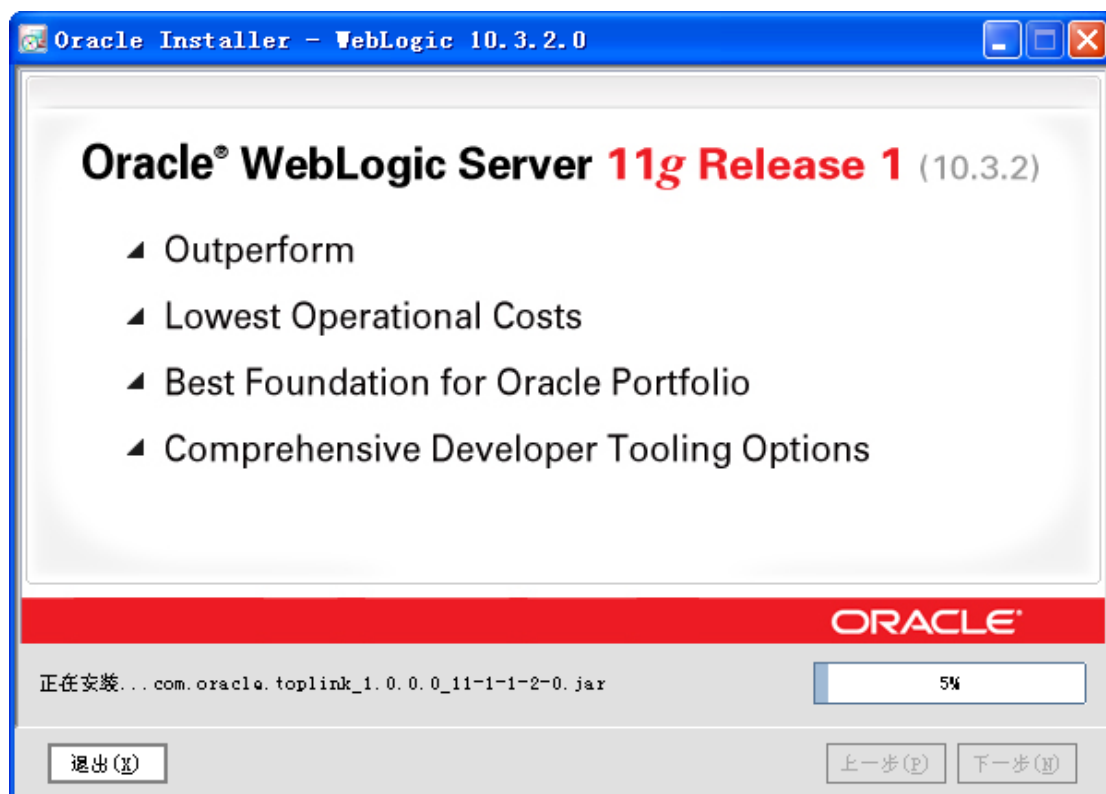 Oracle Installer - WebLogic 10.3.2.0
Oracle® WebLogic Server 11g Release 1 (10.3.2)
Outperform
Lowest Operational Costs
Best Foundation for Oracle Portfolio
Comprehensive Developer Tooling Options
ORACLE®
正在安装...com.oracle.toplink_1.0.0.0_11-1-1-2-0.jar
5%
退出(X)
上一步(P)
下一步(N)